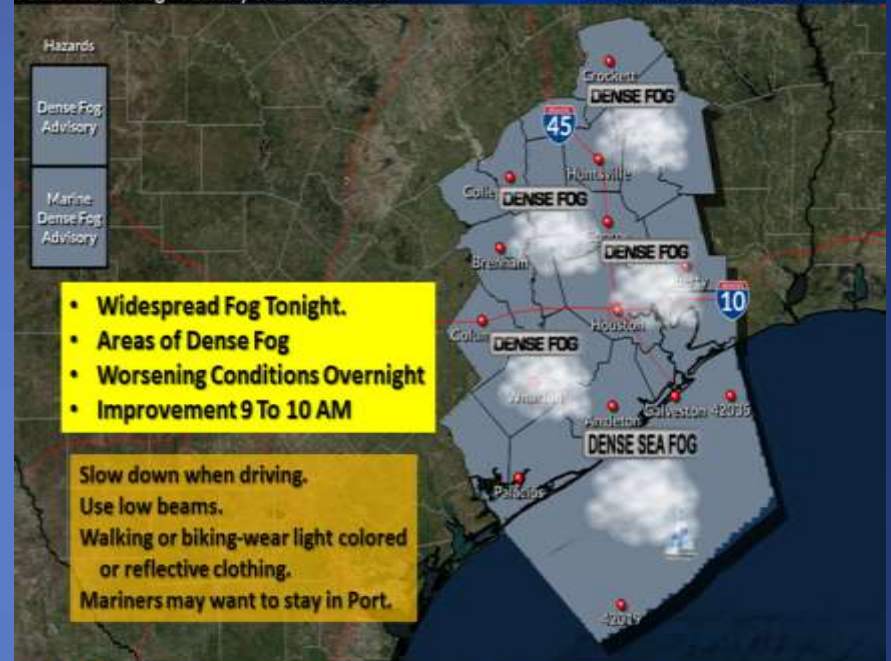 Hazards
Dense Fog
Advisory
Marine
Dense Fog
Advisory
Crockett
DENSE FOG
45
Huntsville
Colle
DENSE FOG
DENSE FOG
Brenham
10
Houston
Colum
DENSE FOG
Wharton
Angleton
Galveston 42035
DENSE SEA FOG
Palacios
42019
• Widespread Fog Tonight.
• Areas of Dense Fog
• Worsening Conditions Overnight
• Improvement 9 To 10 AM
Slow down when driving.
Use low beams.
Walking or biking-wear light colored
or reflective clothing.
Mariners may want to stay in Port.